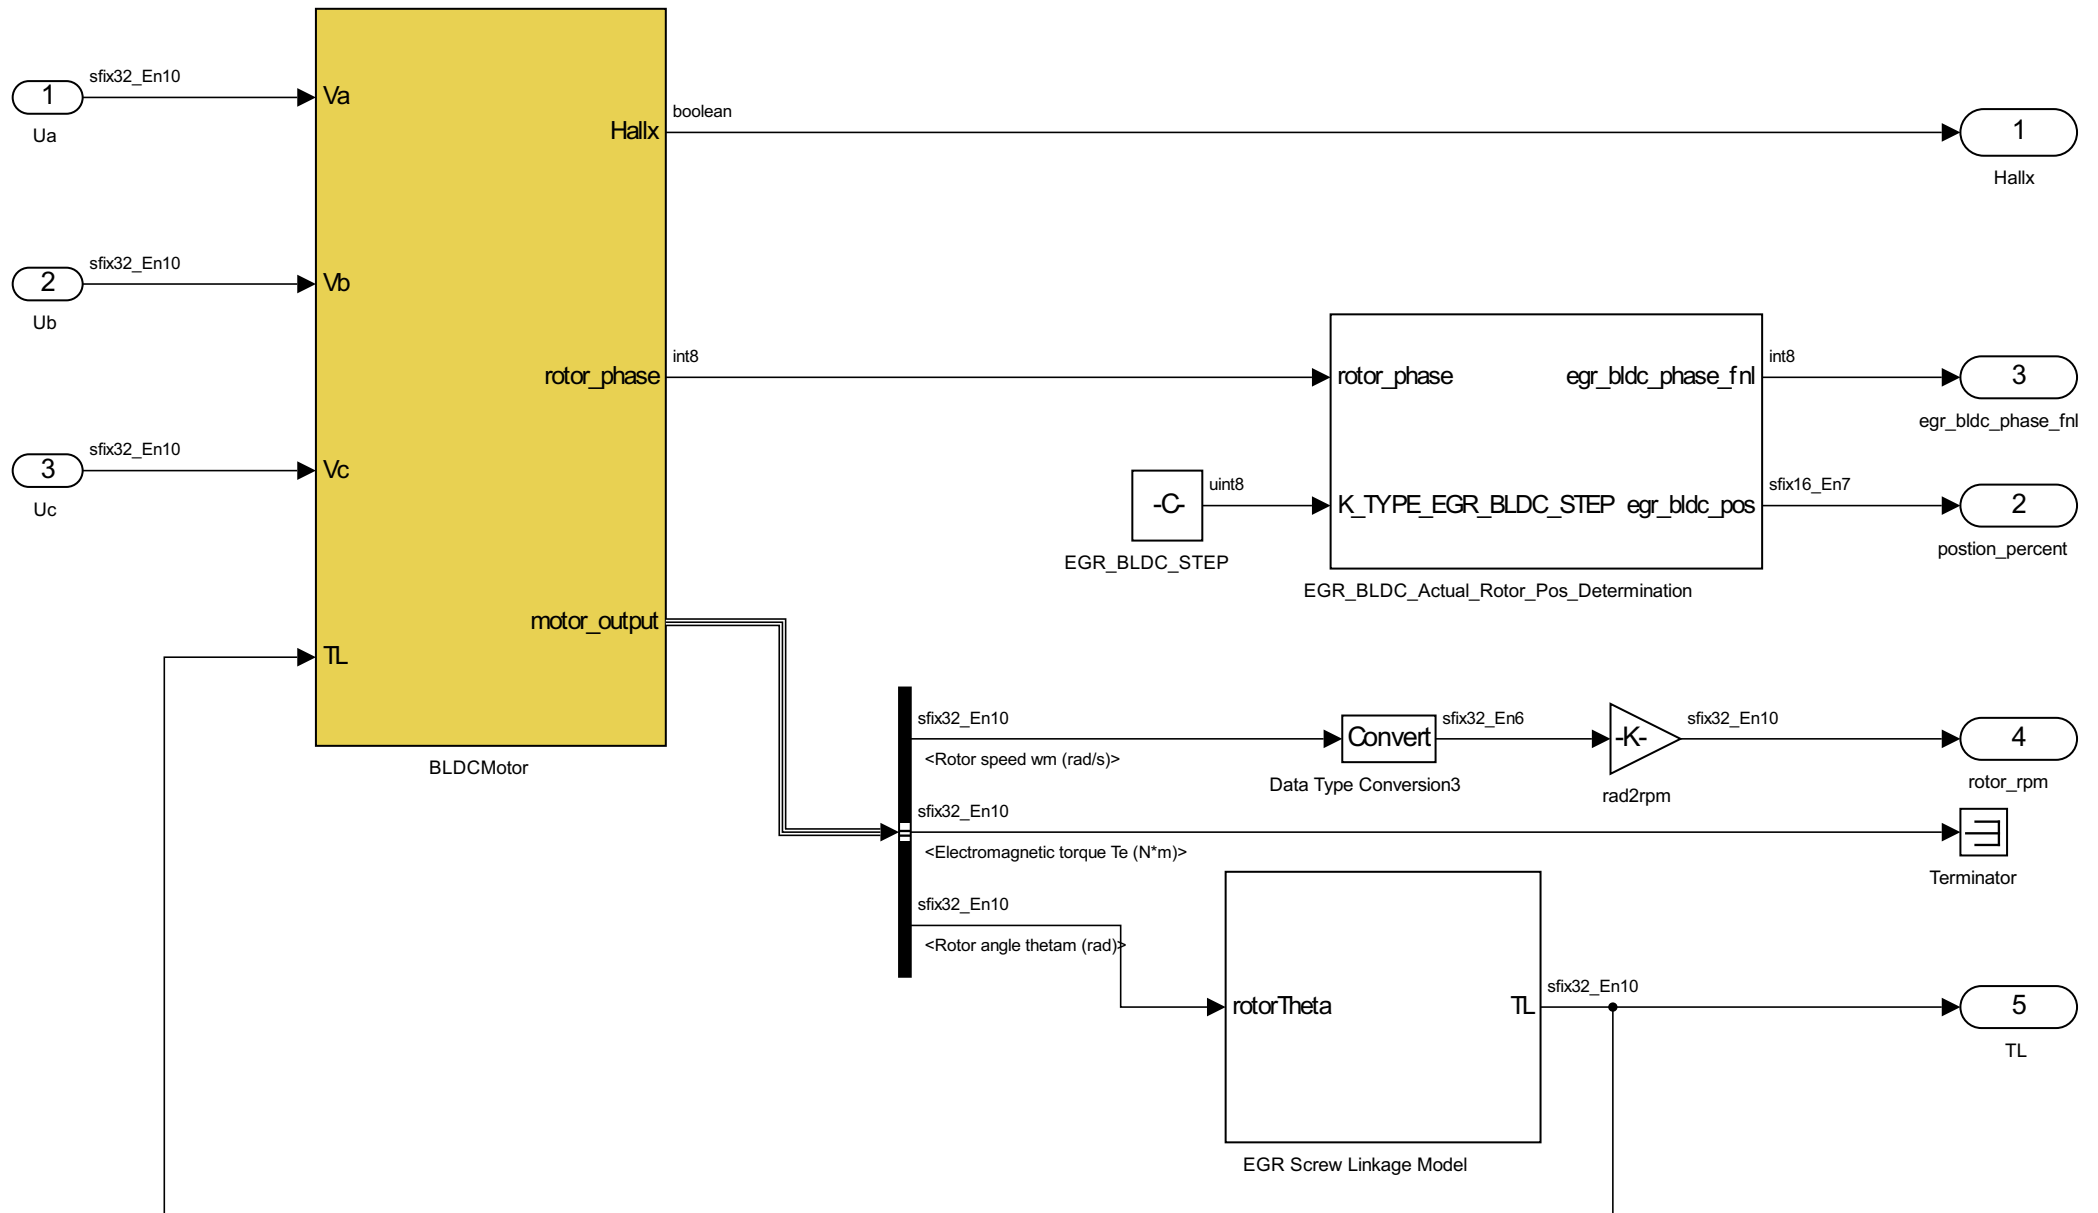 sfix32_En10
1
Ua
Va
Hallx
boolean
1
Hallx
sfix32_En10
2
Ub
Vb
rotor_phase
int8
rotor_phase
egr_bldc_phase_fnl
int8
3
egr_bldc_phase_fnl
sfix32_En10
3
Uc
Vc
-C-
uint8
EGR_BLDC_STEP
K_TYPE_EGR_BLDC_STEP
egr_bldc_pos
sfix16_En7
2
postion_percent
EGR_BLDC_Actual_Rotor_Pos_Determination
motor_output
TL
BLDCMotor
sfix32_En10
<Rotor speed wm (rad/s)>
Convert
Data Type Conversion3
sfix32_En6
-K-
rad2rpm
sfix32_En10
4
rotor_rpm
sfix32_En10
<Electromagnetic torque Te (N*m)>
Terminator
sfix32_En10
<Rotor angle thetam (rad)>
rotorTheta
TL
sfix32_En10
5
TL
EGR Screw Linkage Model